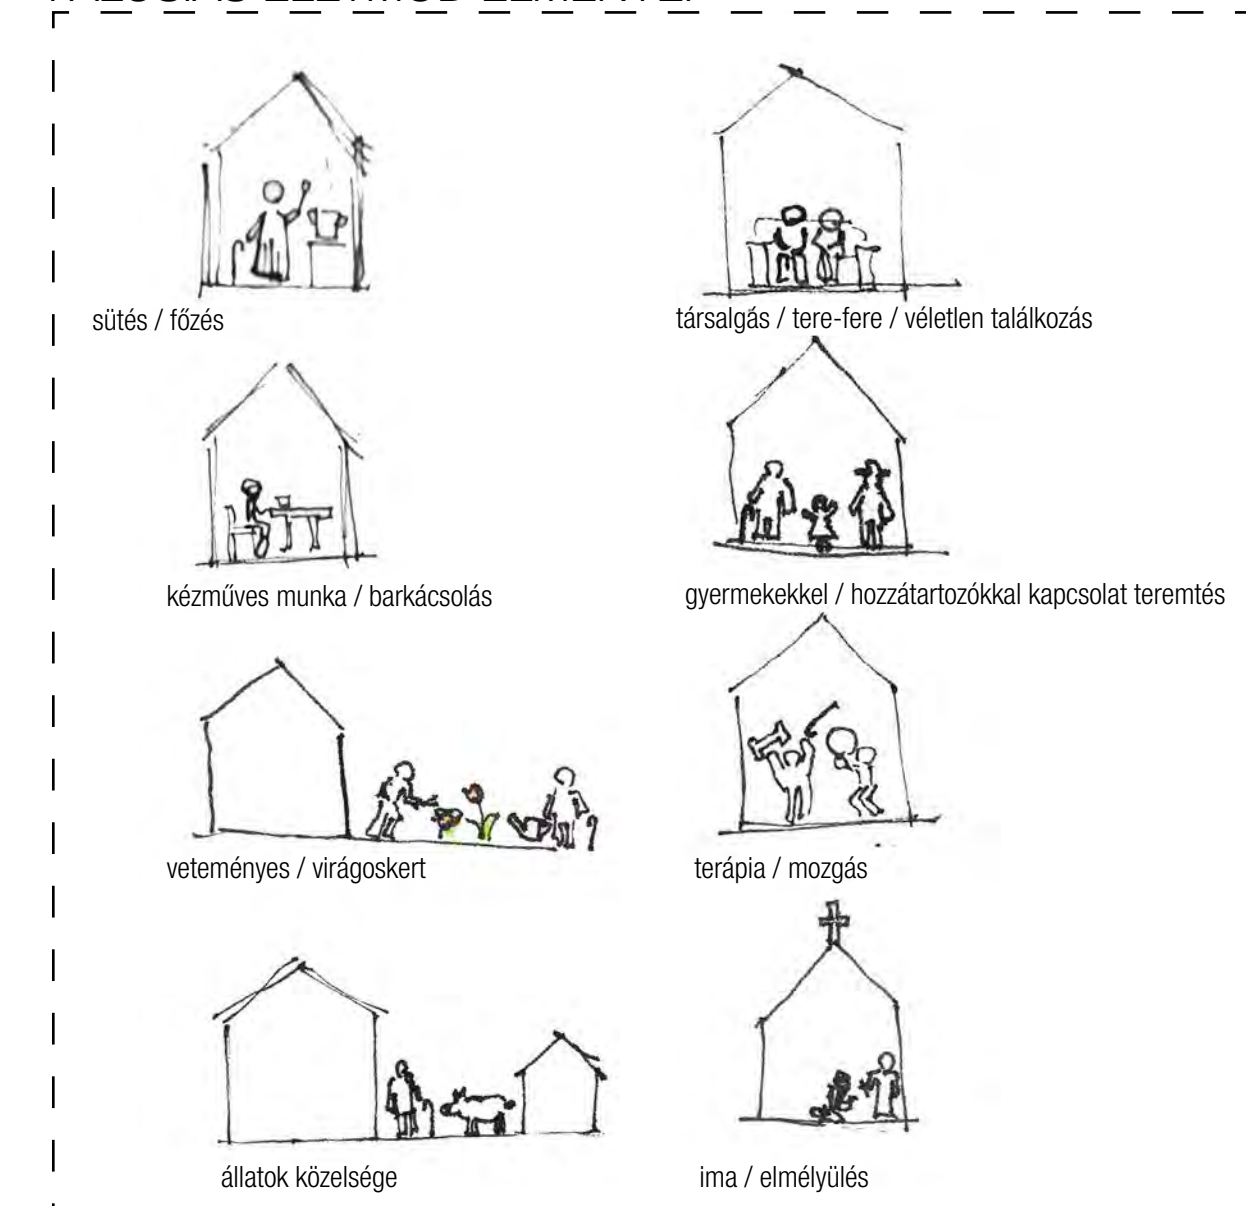 sütés / főzés
társalgás / tere-fere / véletlen találkozás
kézműves munka / barkácsolás
gyermekekkel / hozzátartozókkal kapcsolat teremtés
veteményes / virágoskert
terápia / mozgás
állatok közelsége
ima / elmélyülés